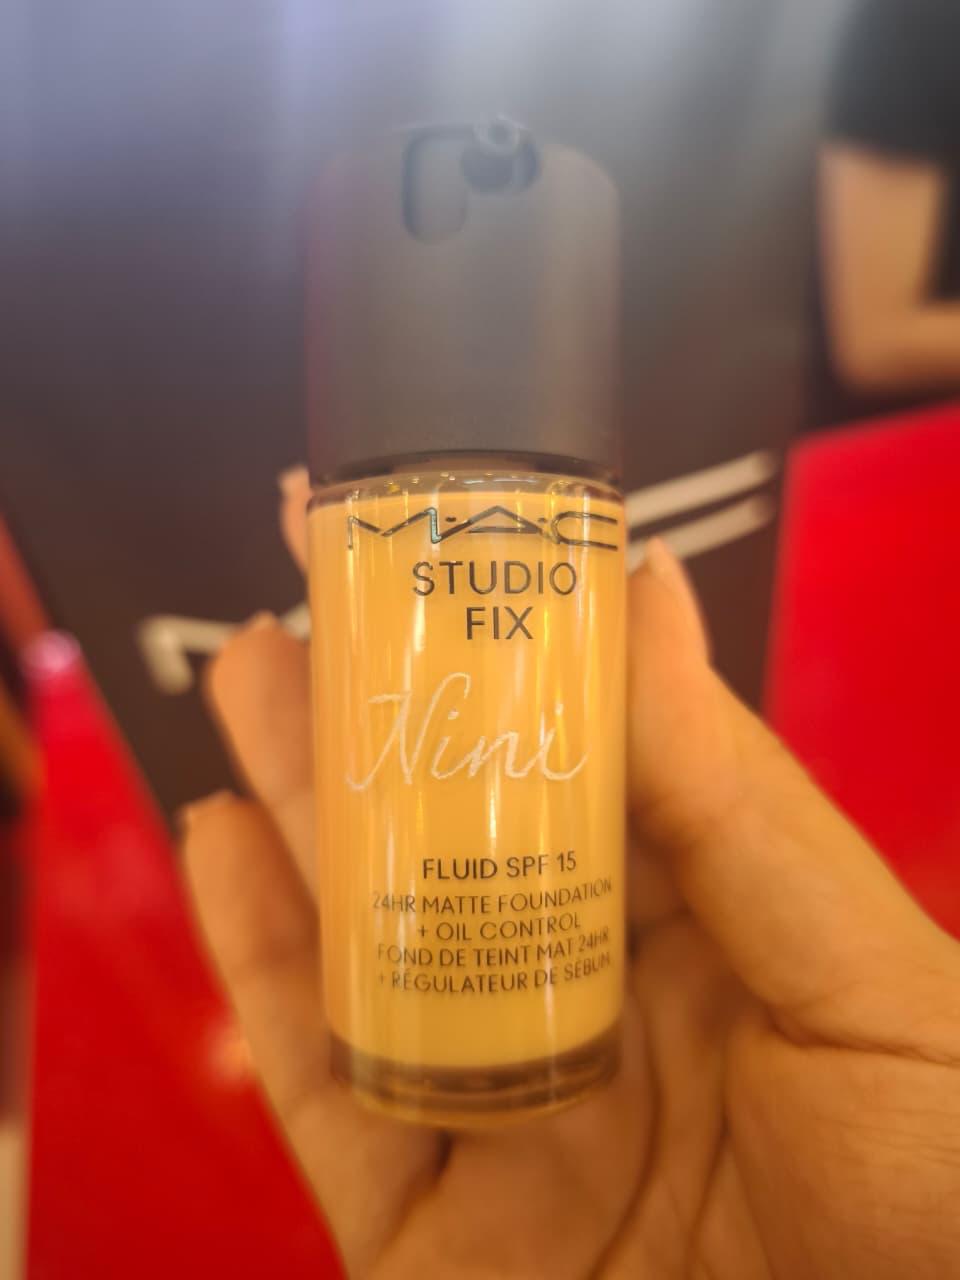 M·A·C
STUDIO
FIX
Nini
FLUID SPF 15
24HR MATTE FOUNDATION
+ OIL CONTROL
FOND DE TEINT MAT 24HR
+ RÉGULATEUR DE SÉBUM